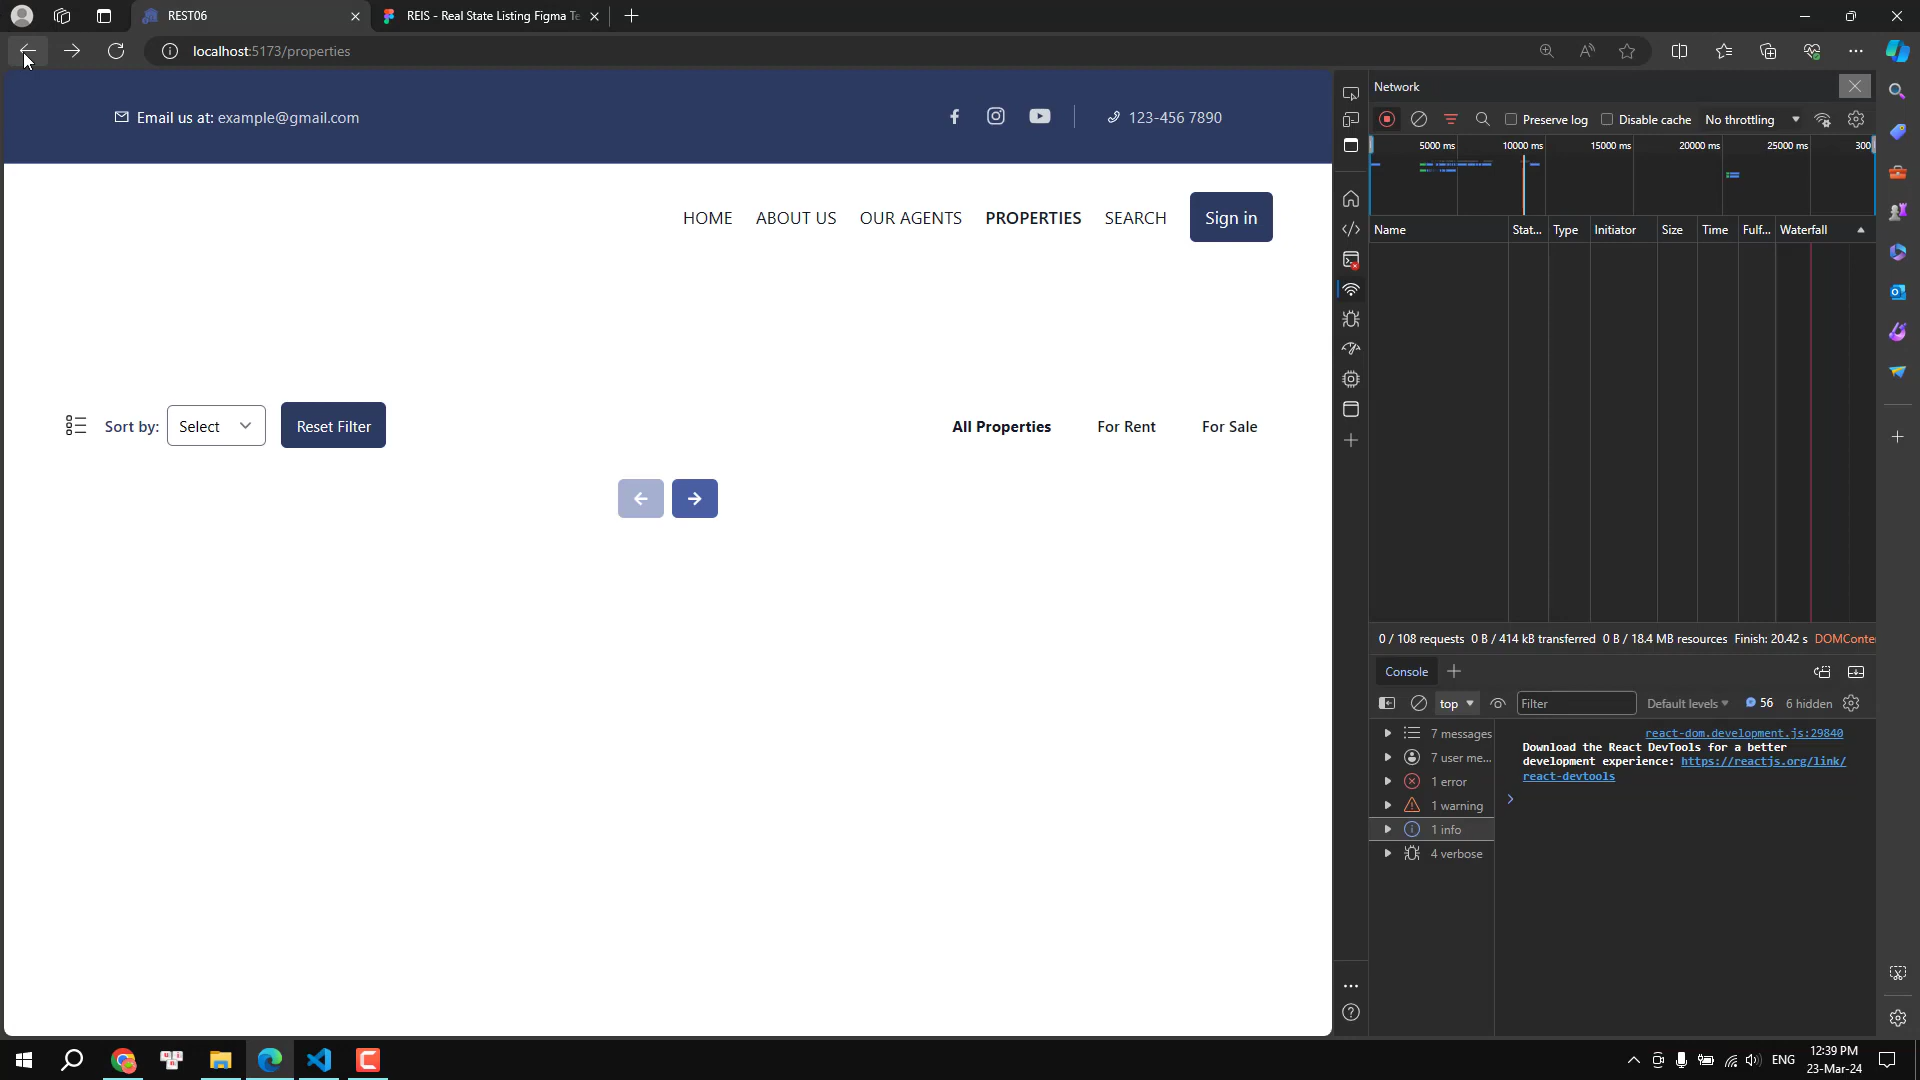 REST06
REIS - Real State Listing Figma Te
localhost:5173/properties
Email us at: example@gmail.com
123-456 7890
HOME
ABOUT US
OUR AGENTS
PROPERTIES
SEARCH
Sign in
Sort by:
Select
Reset Filter
All Properties
For Rent
For Sale
Network
Preserve log
Disable cache
No throttling
5000 ms
10000 ms
15000 ms
20000 ms
25000 ms
300
Name
Stat...
Type
Initiator
Size
Time
Fulf...
Waterfall
0 / 108 requests
0 B / 414 kB transferred
0 B / 18.4 MB resources
Finish: 20.42 s
DOMConte
Console
top
Filter
Default levels
56
6 hidden
7 messages
7 user me...
1 error
1 warning
1 info
4 verbose
react-dom.development.js:29840
Download the React DevTools for a better
development experience: https://reactjs.org/link/
react-devtools
ENG
12:39 PM
23-Mar-24